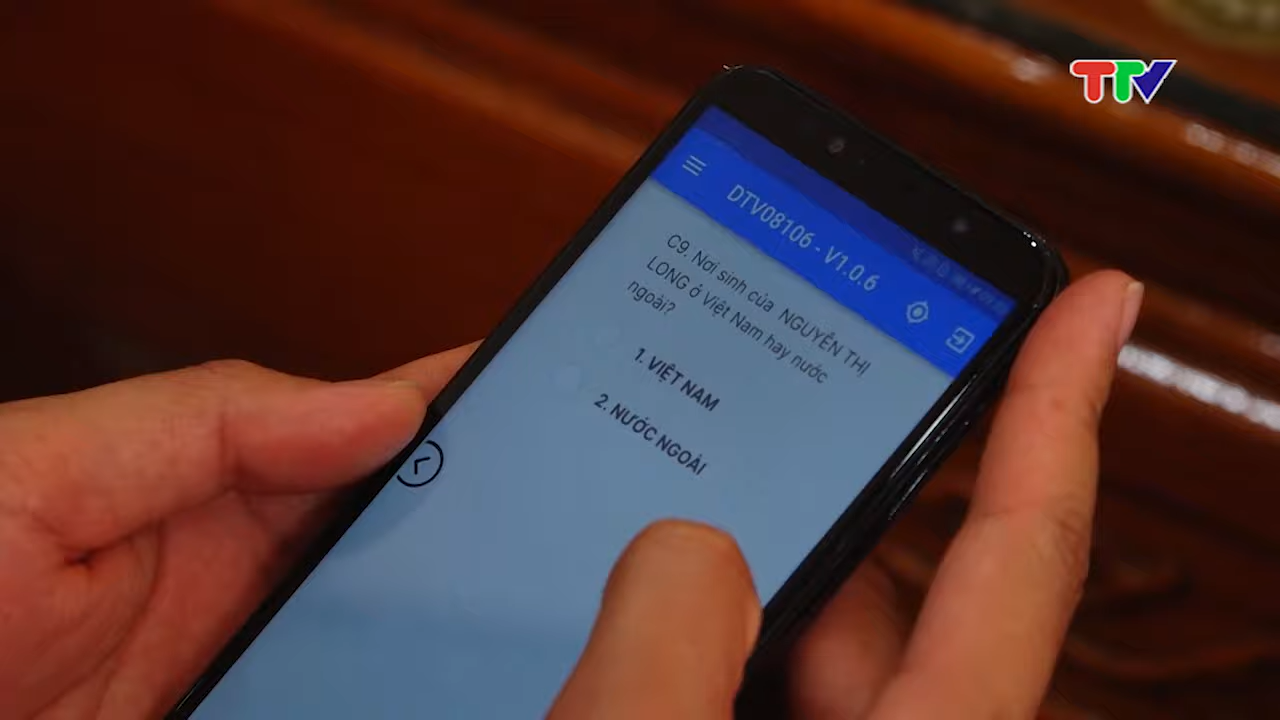 TTV
DTV08106 - V1.0.6
C9. Nơi sinh của NGUYỄN THỊ
LONG ở Việt Nam hay nước
ngoài?
1. VIỆT NAM
2. NƯỚC NGOÀI